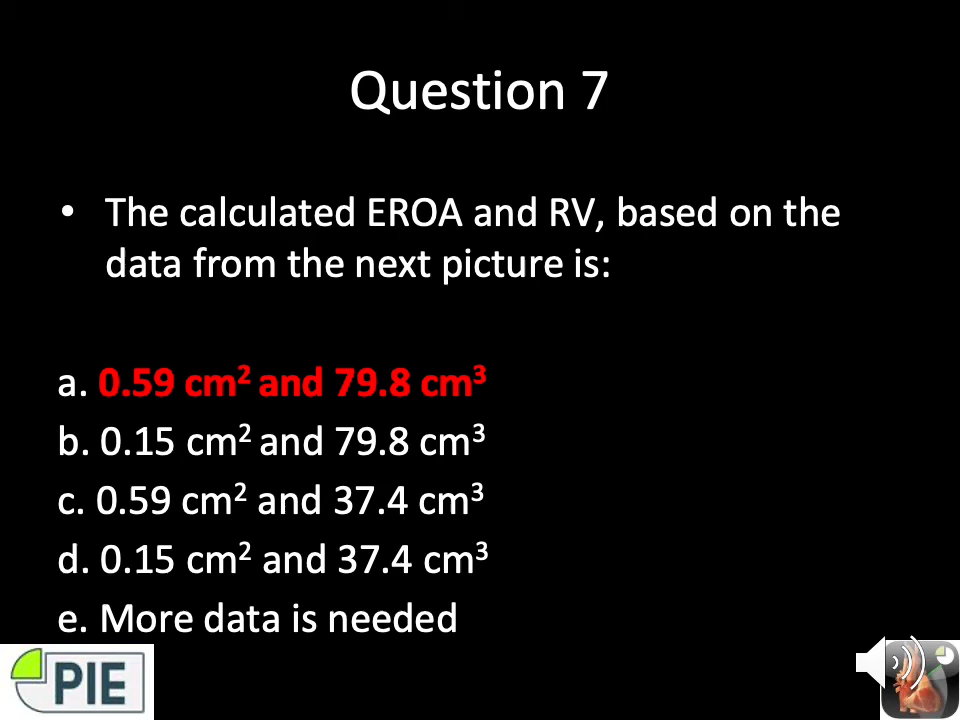 Question 7
• The calculated EROA and RV, based on the
data from the next picture is:
a. 0.59 cm² and 79.8 cm³
b. 0.15 cm² and 79.8 cm³
c. 0.59 cm² and 37.4 cm³
d. 0.15 cm² and 37.4 cm³
e. More data is needed
PIE